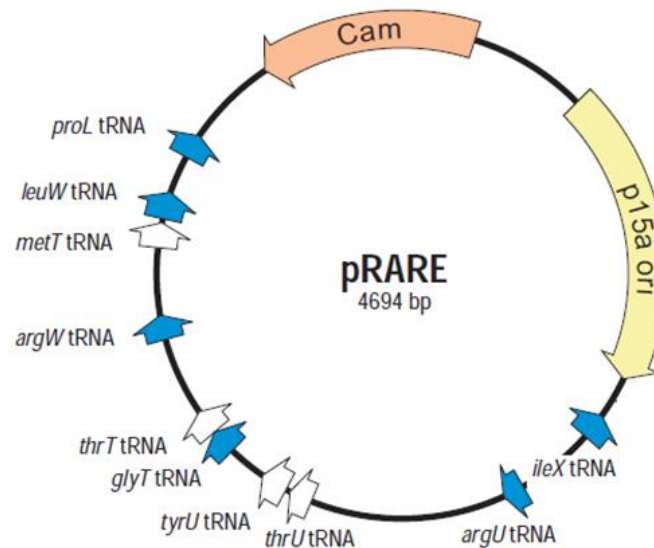 Cam
p15a ori
proL tRNA
leuW tRNA
metT tRNA
pRARE
4694 bp
argW tRNA
thrT tRNA
glyT tRNA
tyrU tRNA
thrU tRNA
argU tRNA
ileX tRNA